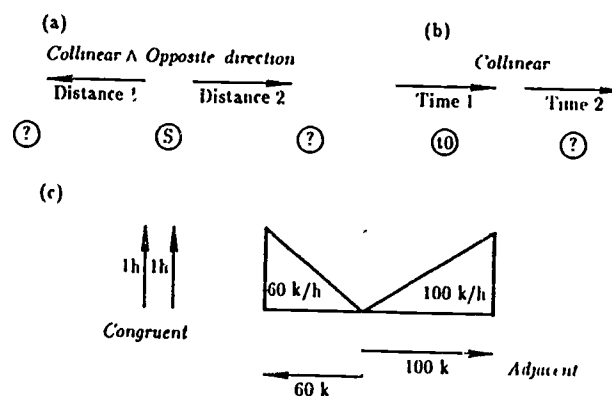 (a)
(b)
Collinear ∧ Opposite direction
Collinear
Distance 1
Distance 2
Time 1
Time 2
?
S
?
t0
?
(c)
1h
1h
60 k/h
100 k/h
Congruent
100 k
Adjacent
60 k